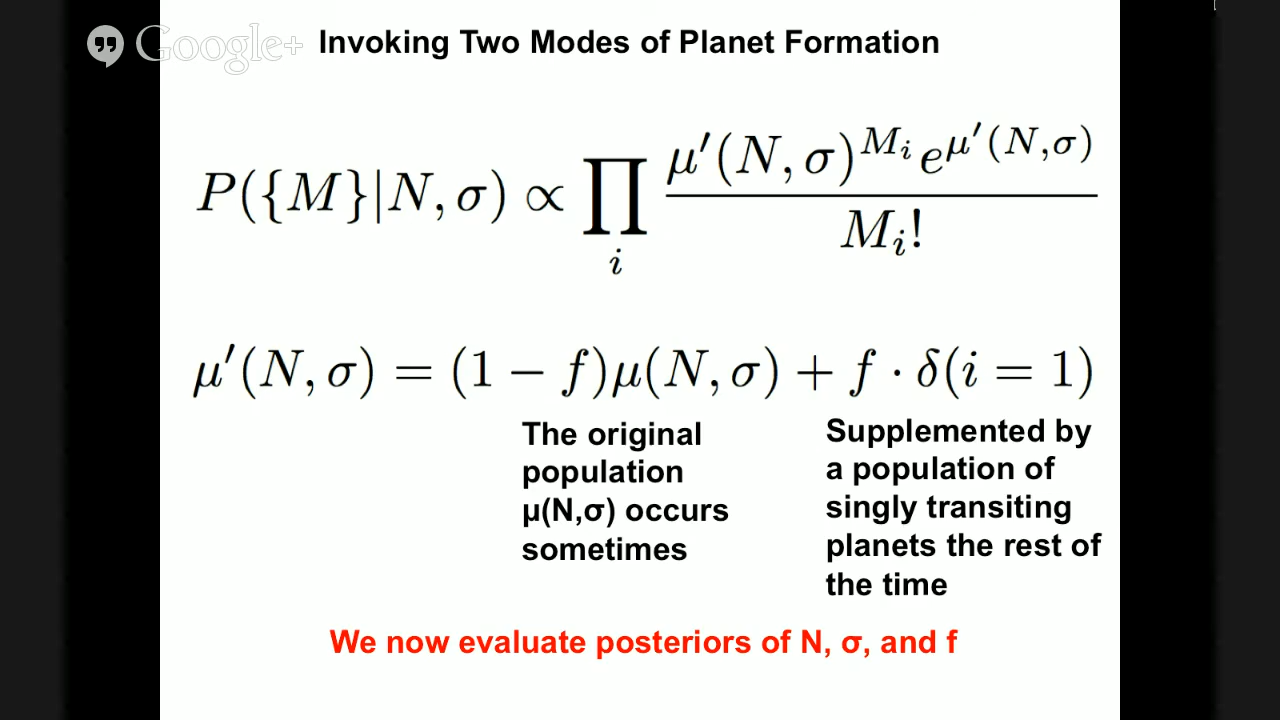 Google+
Invoking Two Modes of Planet Formation
P({M}|N, σ) ∝ ∏_i μ′(N, σ)^{M_i} e^{μ′(N,σ)} / M_i!
μ′(N, σ) = (1 − f)μ(N, σ) + f · δ(i = 1)
The original
population
μ(N,σ) occurs
sometimes
Supplemented by
a population of
singly transiting
planets the rest of
the time
We now evaluate posteriors of N, σ, and f